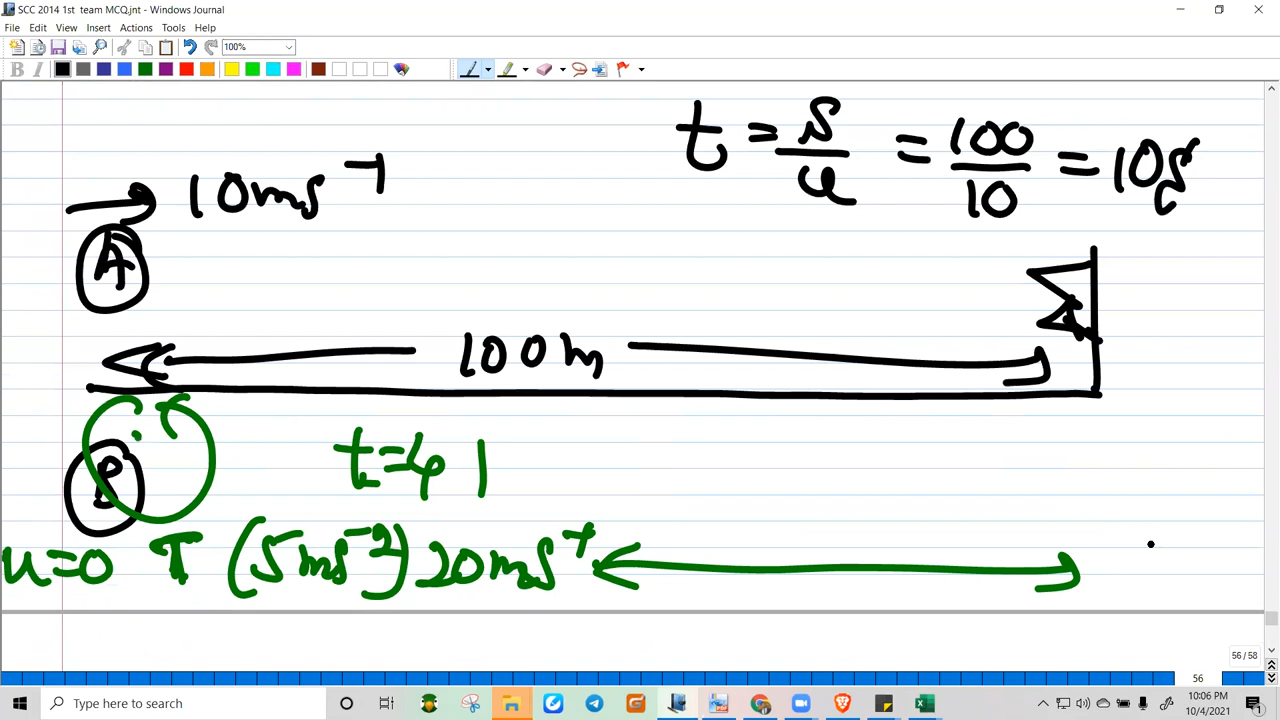 SCC 2014 1st team MCQ.jnt - Windows Journal
File Edit View Insert Actions Tools Help
100%
B I
t = S/u = 100/10 = 10s
10ms⁻¹
A
100m
P
t=4
u=0 (5ms⁻²) 20ms⁻¹
56/58
56
Type here to search
10:06 PM
10/4/2021